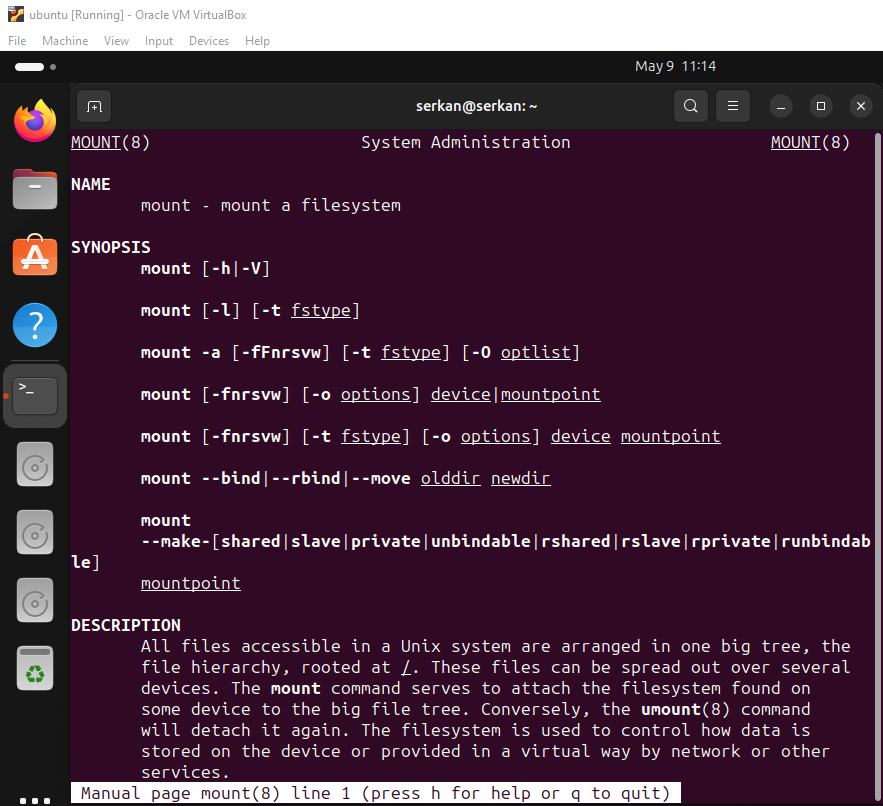 ubuntu [Running] - Oracle VM VirtualBox
File Machine View Input Devices Help
May 9 11:14
serkan@serkan: ~
MOUNT(8) System Administration MOUNT(8)
NAME
mount - mount a filesystem
SYNOPSIS
mount [-h|-V]
mount [-l] [-t fstype]
mount -a [-fFnrsvw] [-t fstype] [-O optlist]
mount [-fnrsvw] [-o options] device|mountpoint
mount [-fnrsvw] [-t fstype] [-o options] device mountpoint
mount --bind|--rbind|--move olddir newdir
mount
--make-[shared|slave|private|unbindable|rshared|rslave|rprivate|runbindab
le]
mountpoint
DESCRIPTION
All files accessible in a Unix system are arranged in one big tree, the
file hierarchy, rooted at /. These files can be spread out over several
devices. The mount command serves to attach the filesystem found on
some device to the big file tree. Conversely, the umount(8) command
will detach it again. The filesystem is used to control how data is
stored on the device or provided in a virtual way by network or other
services.
Manual page mount(8) line 1 (press h for help or q to quit)